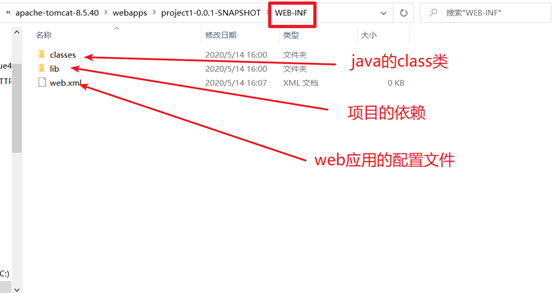 « apache-tomcat-8.5.40 › webapps › project1-0.0.1-SNAPSHOT › WEB-INF
搜索"WEB-INF"
名称 修改日期 类型 大小
classes 2020/5/14 16:00 文件夹
lib 2020/5/14 16:00 文件夹
web.xml 2020/5/14 16:07 XML 文档 0 KB
ue4
TTP
C:)
java的class类
项目的依赖
web应用的配置文件